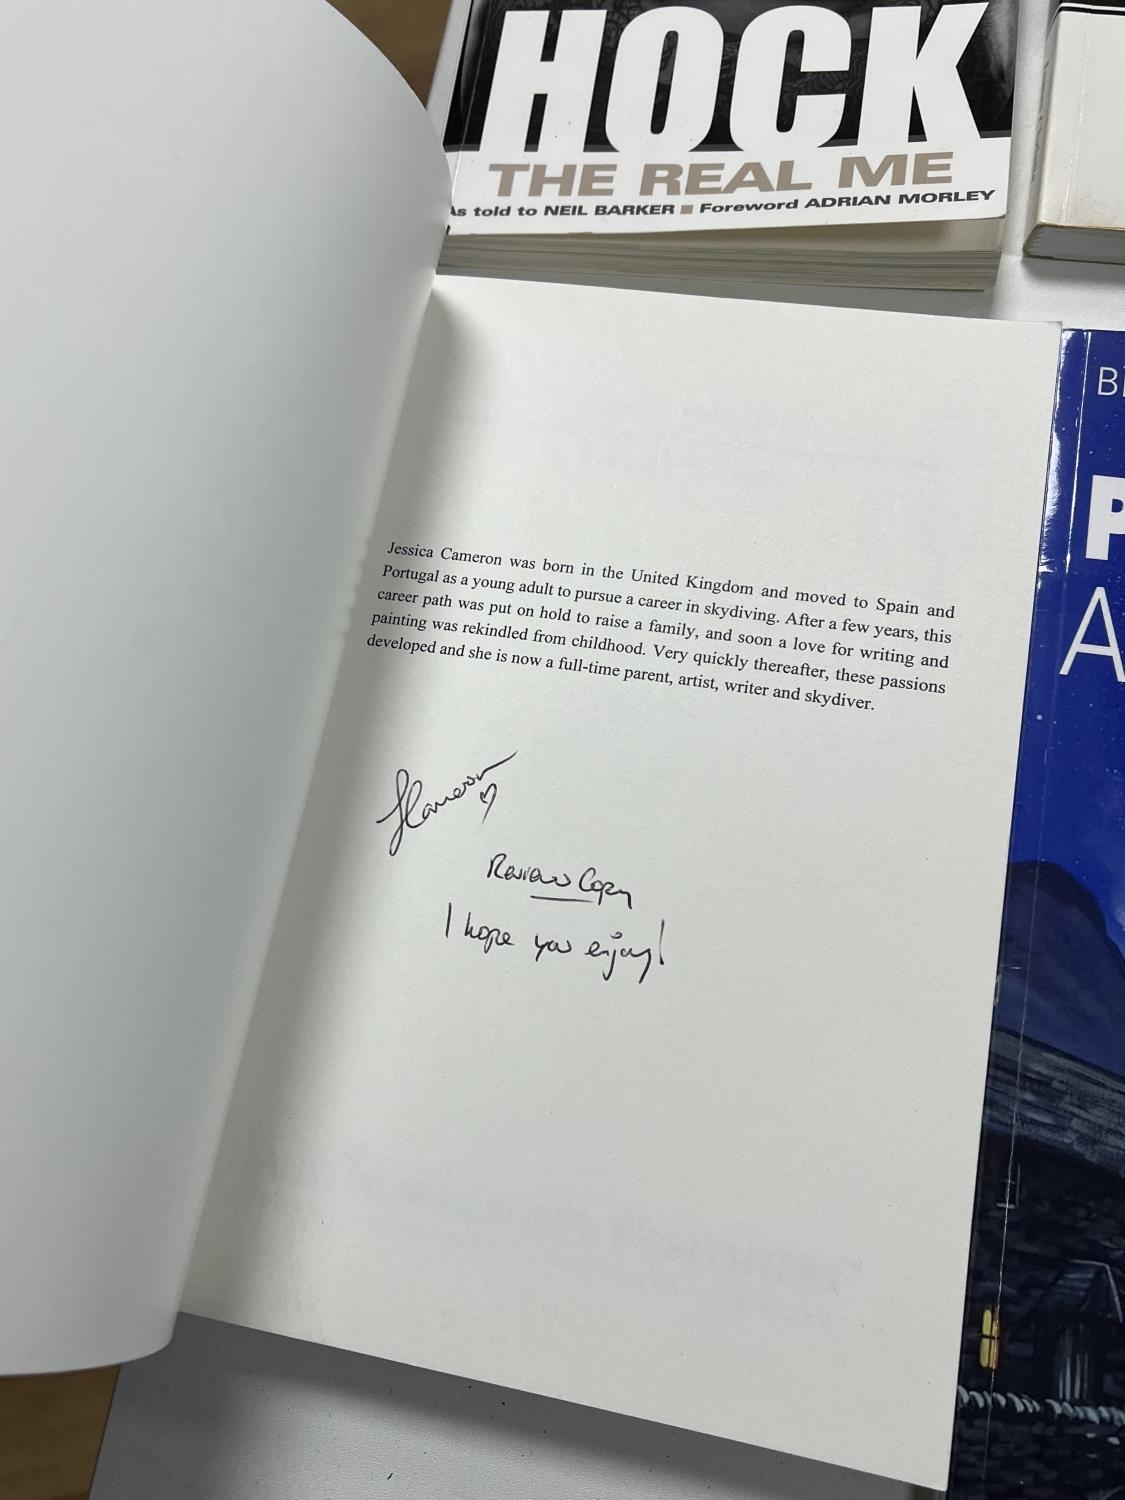 HOCK
THE REAL ME
As told to NEIL BARKER ■ Foreword ADRIAN MORLEY
Jessica Cameron was born in the United Kingdom and moved to Spain and
Portugal as a young adult to pursue a career in skydiving. After a few years, this
career path was put on hold to raise a family, and soon a love for writing and
painting was rekindled from childhood. Very quickly thereafter, these passions
developed and she is now a full-time parent, artist, writer and skydiver.
JCameron
Review Copy
I hope you enjoy!
P
A